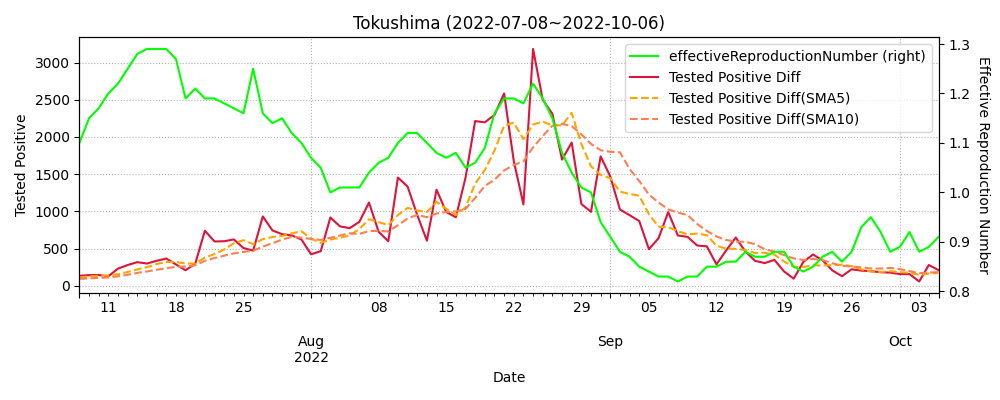 Tokushima (2022-07-08~2022-10-06)
effectiveReproductionNumber (right)
Tested Positive Diff
Tested Positive Diff(SMA5)
Tested Positive Diff(SMA10)
Tested Positive
3000
2500
2000
1500
1000
500
0
1.3
1.2
1.1
1.0
0.9
0.8
Effective Reproduction Number
11 18 25 08 15 22 29 05 12 19 26 03
Aug Sep Oct
2022
Date